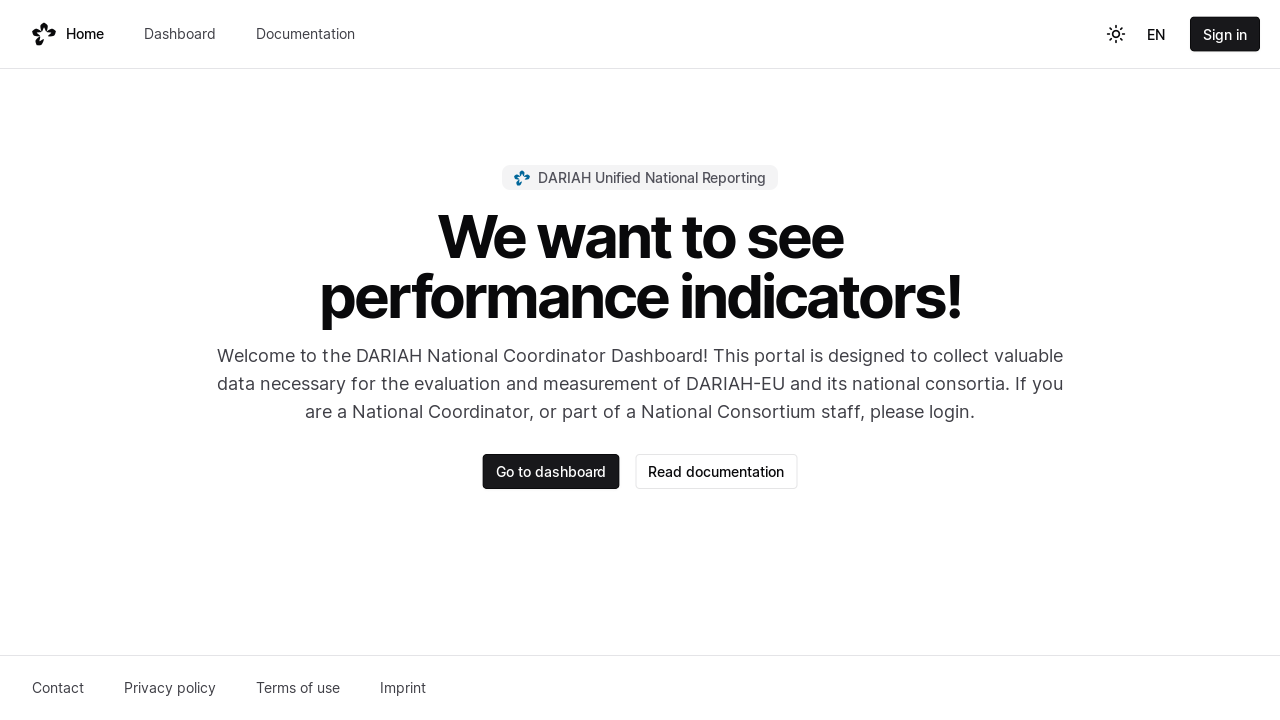 Home Dashboard Documentation EN Sign in
DARIAH Unified National Reporting
We want to see
performance indicators!
Welcome to the DARIAH National Coordinator Dashboard! This portal is designed to collect valuable
data necessary for the evaluation and measurement of DARIAH-EU and its national consortia. If you
are a National Coordinator, or part of a National Consortium staff, please login.
Go to dashboard Read documentation
Contact Privacy policy Terms of use Imprint